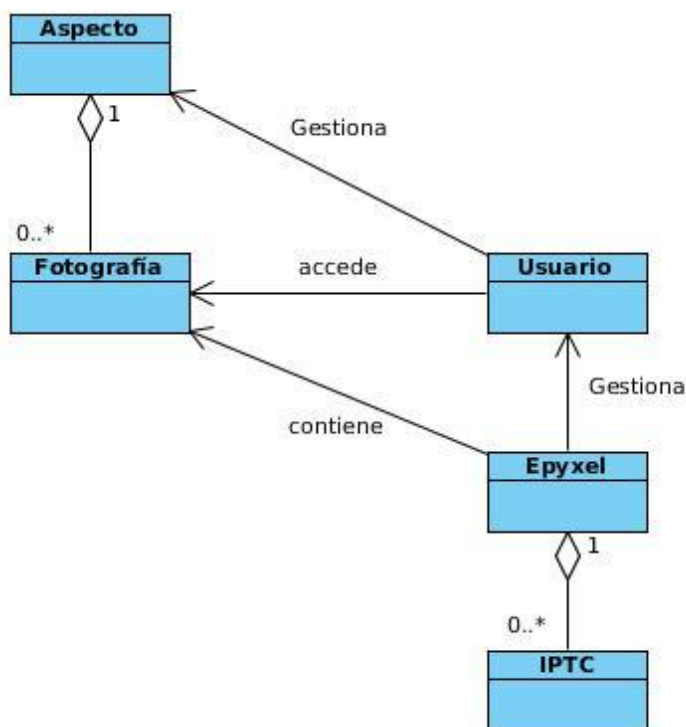 Aspecto
1
Gestiona
0..*
Fotografía
accede
Usuario
Gestiona
contiene
Epyxel
1
0..*
IPTC